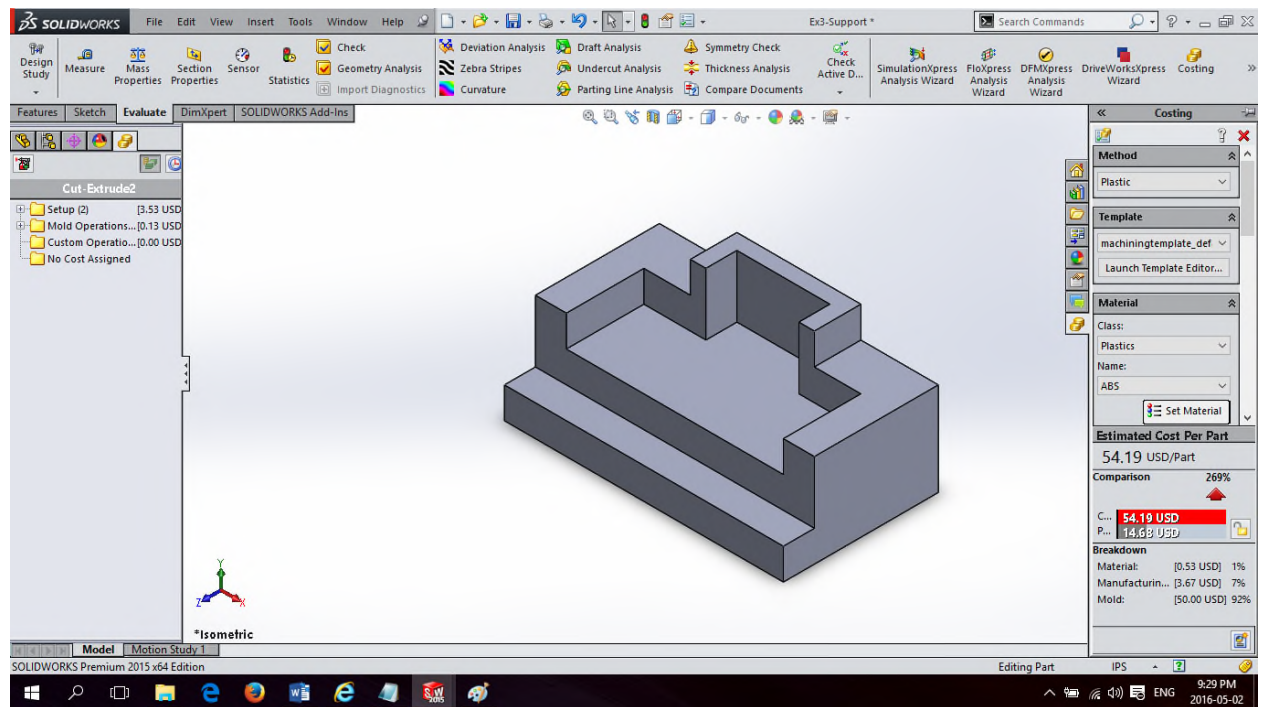 SOLIDWORKS File Edit View Insert Tools Window Help Ex3-Support * Search Commands
Design Study
Measure
Mass Properties
Section Properties
Sensor
Statistics
Check
Geometry Analysis
Import Diagnostics
Deviation Analysis
Zebra Stripes
Curvature
Draft Analysis
Undercut Analysis
Parting Line Analysis
Symmetry Check
Thickness Analysis
Compare Documents
Check Active D...
SimulationXpress Analysis Wizard
FloXpress Analysis Wizard
DFMXpress Analysis Wizard
DriveWorksXpress Wizard
Costing
Features Sketch Evaluate DimXpert SOLIDWORKS Add-Ins
Cut-Extrude2
Setup (2) [3.53 USD
Mold Operations...[0.13 USD
Custom Operatio...[0.00 USD
No Cost Assigned
Y
Z X
*Isometric
Costing
Method
Plastic
Template
machiningtemplate_def
Launch Template Editor...
Material
Class:
Plastics
Name:
ABS
Set Material
Estimated Cost Per Part
54.19 USD/Part
Comparison 269%
C... 54.19 USD
P... 14.68 USD
Breakdown
Material: [0.53 USD] 1%
Manufacturin... [3.67 USD] 7%
Mold: [50.00 USD] 92%
Model Motion Study 1
SOLIDWORKS Premium 2015 x64 Edition Editing Part IPS
ENG 9:29 PM
2016-05-02